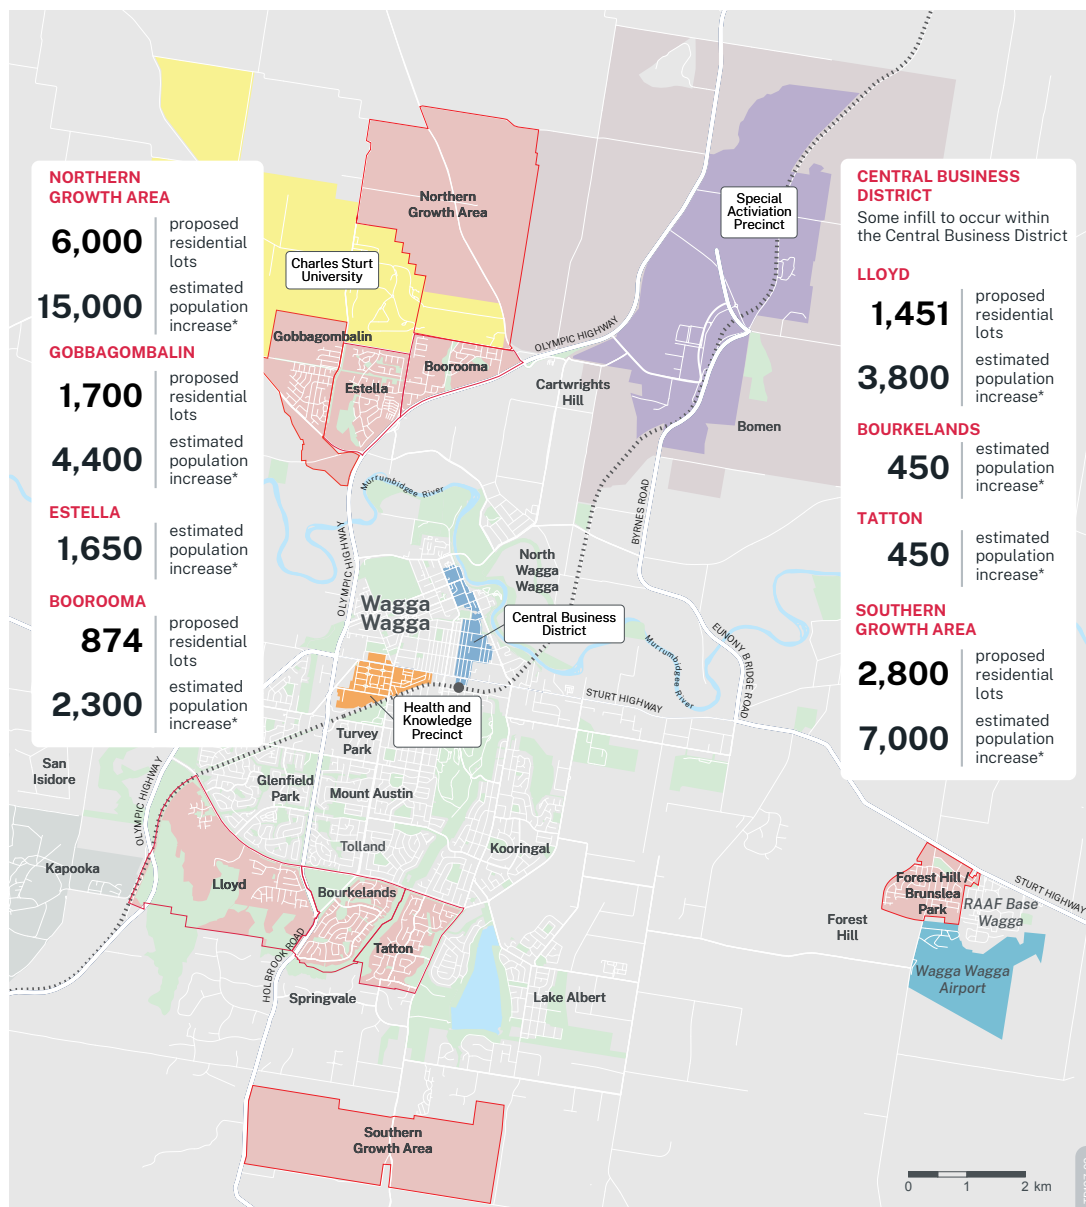 NORTHERN
GROWTH AREA
6,000
proposed
residential
lots
15,000
estimated
population
increase*
GOBBAGOMBALIN
1,700
proposed
residential
lots
4,400
estimated
population
increase*
ESTELLA
1,650
estimated
population
increase*
BOOROOMA
874
proposed
residential
lots
2,300
estimated
population
increase*
CENTRAL BUSINESS
DISTRICT
Some infill to occur within
the Central Business District
LLOYD
1,451
proposed
residential
lots
3,800
estimated
population
increase*
BOURKELANDS
450
estimated
population
increase*
TATTON
450
estimated
population
increase*
SOUTHERN
GROWTH AREA
2,800
proposed
residential
lots
7,000
estimated
population
increase*
Northern
Growth Area
Special
Activiation
Precinct
Charles Sturt
University
Gobbagombalin
Boorooma
Estella
OLYMPIC HIGHWAY
Cartwrights
Hill
Bomen
Murrumbidgee River
BYRNES ROAD
OLYMPIC HIGHWAY
North
Wagga
Wagga
Wagga
Wagga
Central Business
District
EUNONY BRIDGE ROAD
Murrumbidgee
River
STURT HIGHWAY
Health and
Knowledge
Precinct
Turvey
Park
San
Isidore
OLYMPIC HIGHWAY
Glenfield
Park
Mount Austin
Tolland
Kooringal
Kapooka
Lloyd
Bourkelands
Forest Hill /
Brunslea
Park
STURT HIGHWAY
RAAF Base
Wagga
Forest
Hill
Tatton
HOLBROOK ROAD
Wagga Wagga
Airport
Springvale
Lake Albert
Southern
Growth Area
0
1
2 km